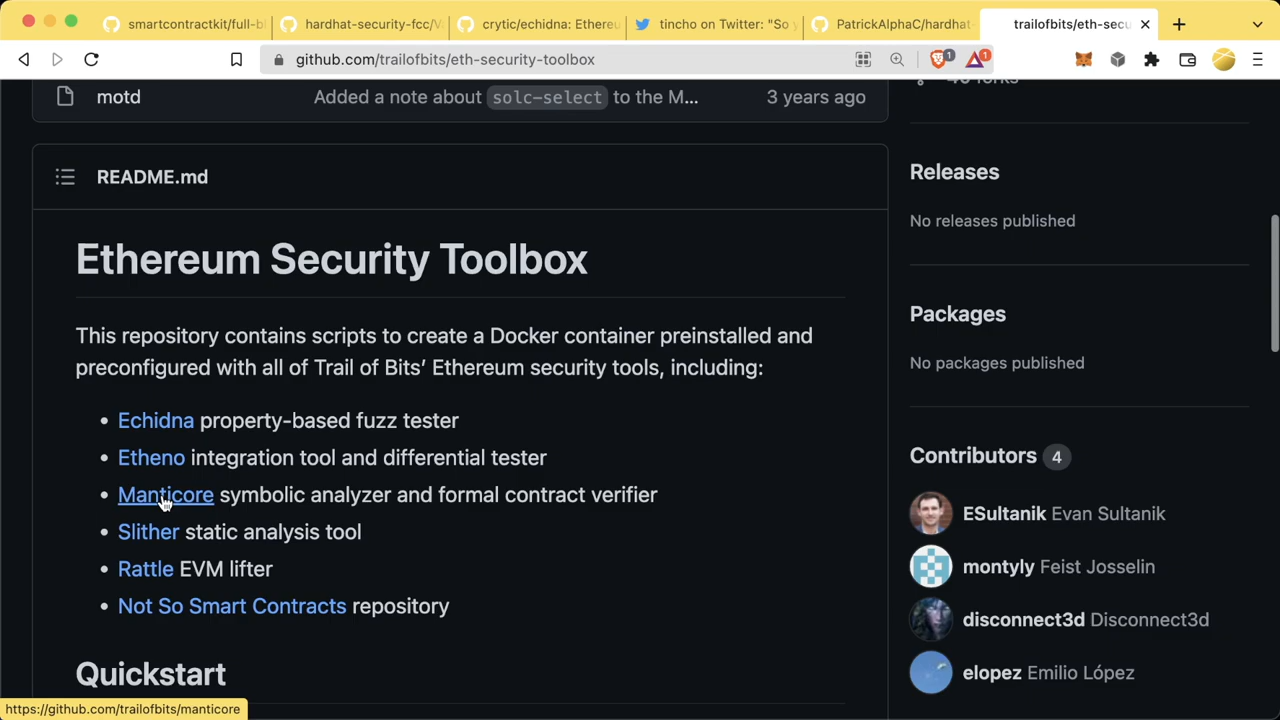 smartcontractkit/full-bl
hardhat-security-fcc/Va
crytic/echidna: Ethereu
tincho on Twitter: "So y
PatrickAlphaC/hardhat-
trailofbits/eth-secu
github.com/trailofbits/eth-security-toolbox
1
1
motd
Added a note about solc-select to the M...
3 years ago
README.md
Ethereum Security Toolbox
This repository contains scripts to create a Docker container preinstalled and
preconfigured with all of Trail of Bits’ Ethereum security tools, including:
• Echidna property-based fuzz tester
• Etheno integration tool and differential tester
• Manticore symbolic analyzer and formal contract verifier
• Slither static analysis tool
• Rattle EVM lifter
• Not So Smart Contracts repository
Quickstart
Releases
No releases published
Packages
No packages published
Contributors 4
ESultanik Evan Sultanik
montyly Feist Josselin
disconnect3d Disconnect3d
elopez Emilio López
https://github.com/trailofbits/manticore